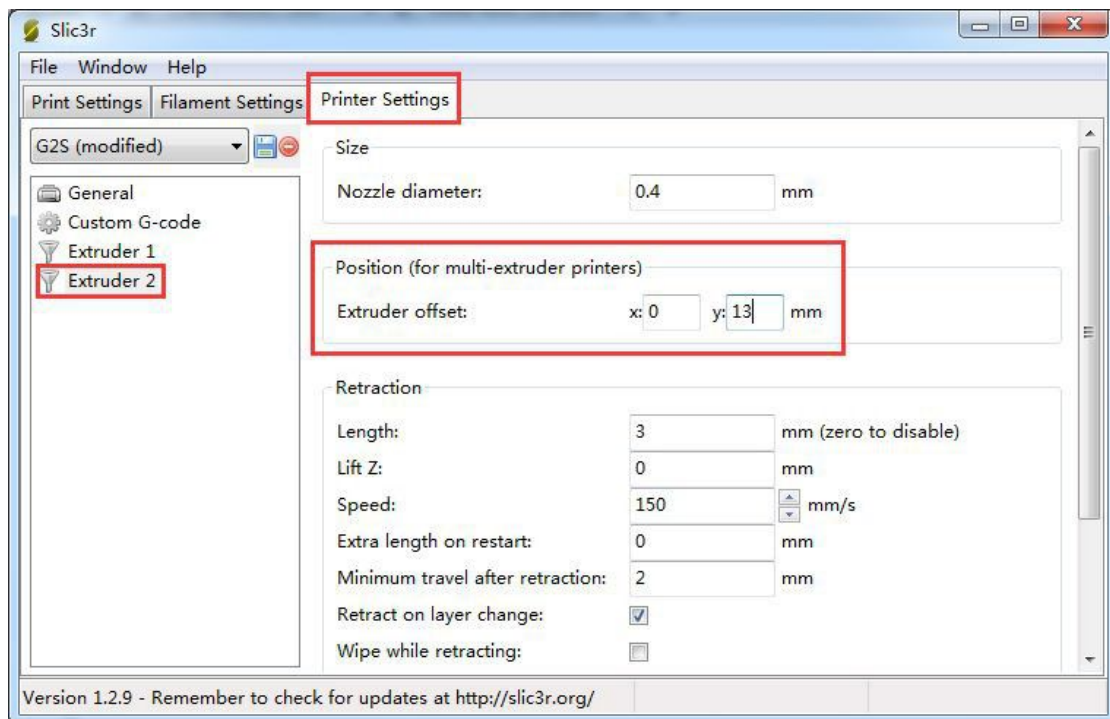 Slic3r
File Window Help
Print Settings Filament Settings Printer Settings
G2S (modified)
General
Custom G-code
Extruder 1
Extruder 2
Size
Nozzle diameter: 0.4 mm
Position (for multi-extruder printers)
Extruder offset: x: 0 y: 13 mm
Retraction
Length: 3 mm (zero to disable)
Lift Z: 0 mm
Speed: 150 mm/s
Extra length on restart: 0 mm
Minimum travel after retraction: 2 mm
Retract on layer change:
Wipe while retracting:
Version 1.2.9 - Remember to check for updates at http://slic3r.org/